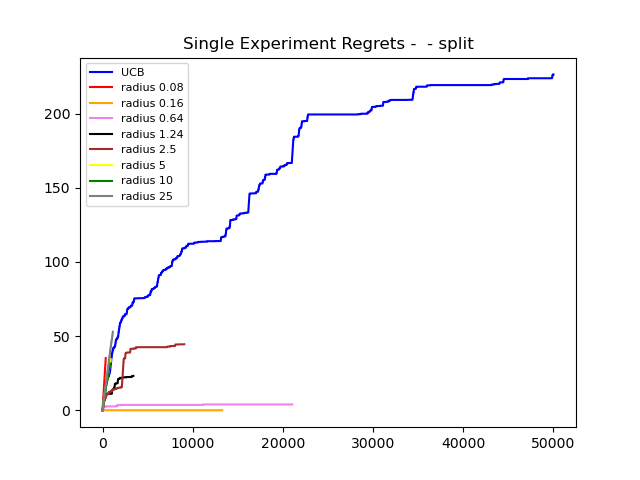 Single Experiment Regrets -  - split
UCB
radius 0.08
radius 0.16
radius 0.64
radius 1.24
radius 2.5
radius 5
radius 10
radius 25
200
150
100
50
0
0 10000 20000 30000 40000 50000